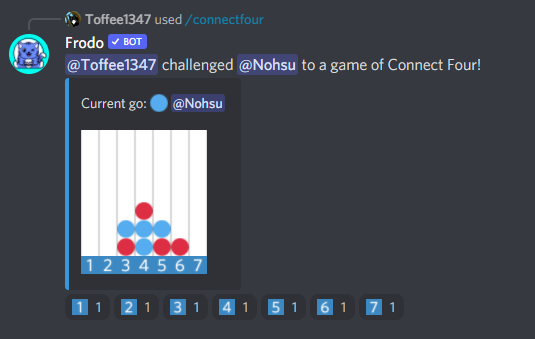 Toffee1347 used /connectfour
Frodo ✓ BOT
@Toffee1347 challenged @Nohsu to a game of Connect Four!
Current go: @Nohsu
1 2 3 4 5 6 7
1 1 2 1 3 1 4 1 5 1 6 1 7 1